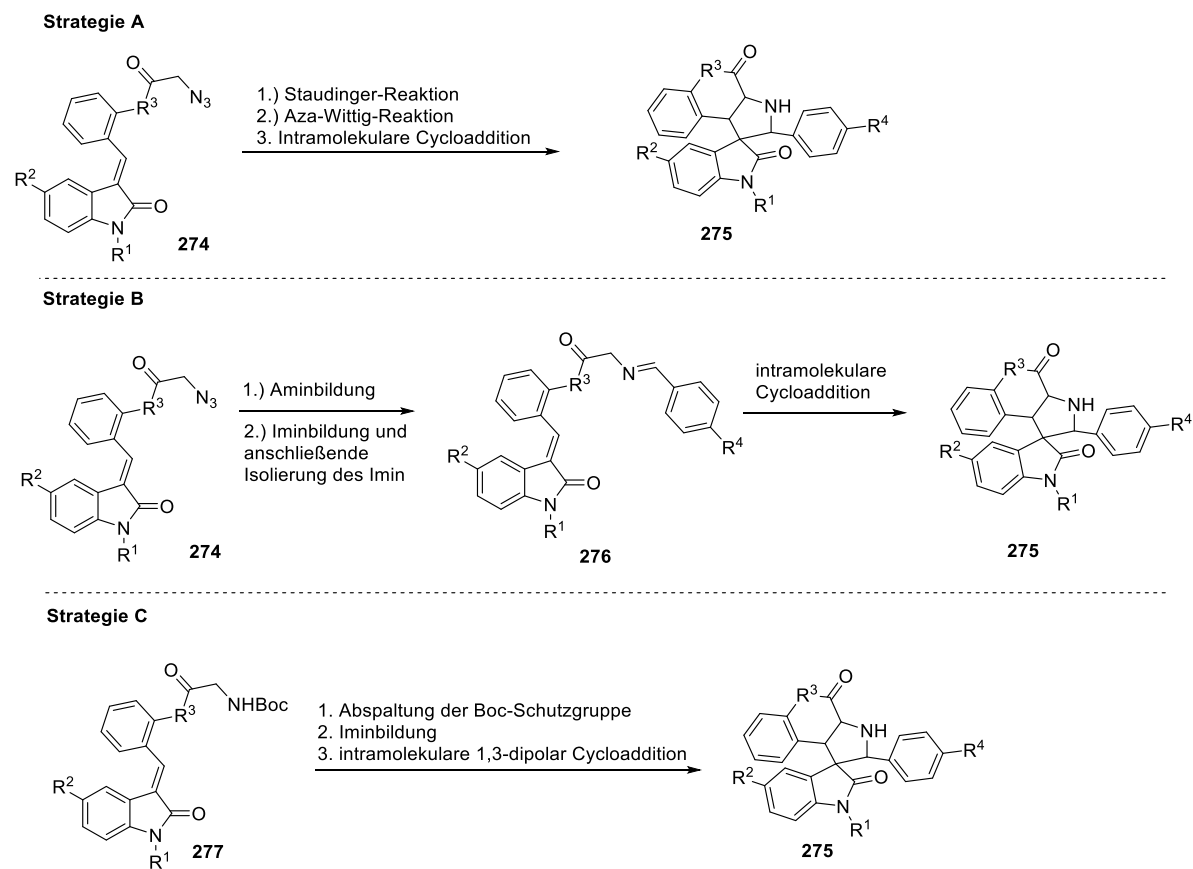 Strategie A
O
N3
R3
R2
O
N
R1
274
1.) Staudinger-Reaktion
2.) Aza-Wittig-Reaktion
3. Intramolekulare Cycloaddition
R3
O
NH
R4
R2
O
N
R1
275
Strategie B
O
N3
R3
R2
O
N
R1
274
1.) Aminbildung
2.) Iminbildung und
anschließende
Isolierung des Imin
O
R3
N
R4
R2
O
N
R1
276
intramolekulare
Cycloaddition
R3
O
NH
R4
R2
O
N
R1
275
Strategie C
O
NHBoc
R3
R2
O
N
R1
277
1. Abspaltung der Boc-Schutzgruppe
2. Iminbildung
3. intramolekulare 1,3-dipolar Cycloaddition
R3
O
NH
R4
R2
O
N
R1
275